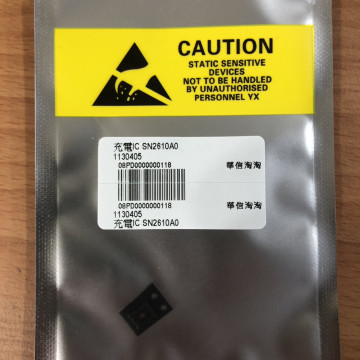 CAUTION
STATIC SENSITIVE
DEVICES
NOT TO BE HANDLED
BY UNAUTHORISED
PERSONNEL YX
充電IC SN2610A0
1130405
08PD0000000118 華信淘淘
08PD0000000118 華信淘淘
1130405
充電IC SN2610A0